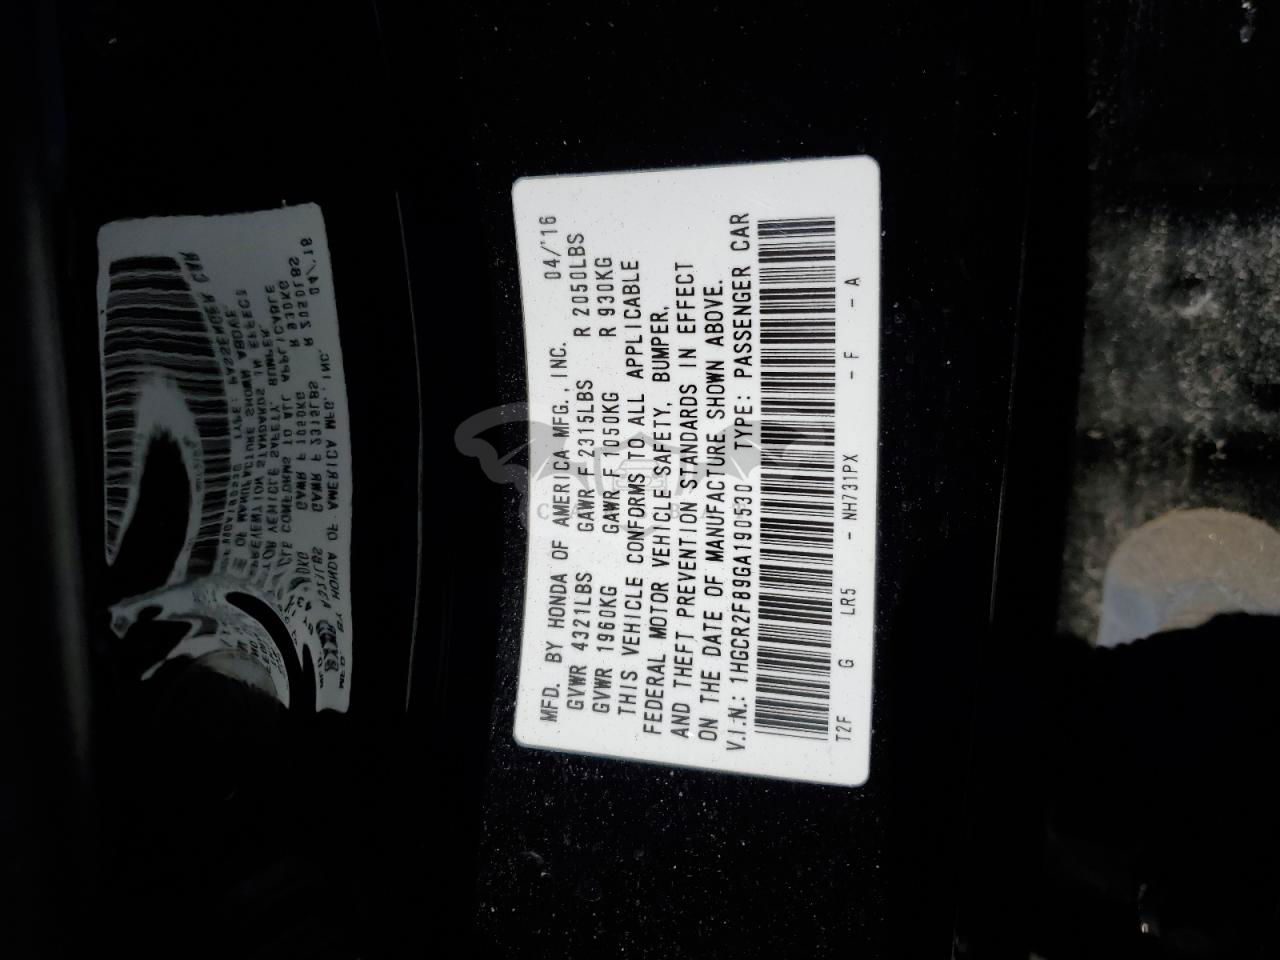 MFD. BY HONDA OF AMERICA MFG., INC. 04/'16
GVWR 4321LBS GAWR F 2315LBS R 2050LBS
GVWR 1960KG GAWR F 1050KG R 930KG
THIS VEHICLE CONFORMS TO ALL APPLICABLE
FEDERAL MOTOR VEHICLE SAFETY, BUMPER,
AND THEFT PREVENTION STANDARDS IN EFFECT
ON THE DATE OF MANUFACTURE SHOWN ABOVE.
V.I.N.: 1HGCR2F89GA190530 TYPE: PASSENGER CAR
T2F G LR5 - NH731PX - F - A